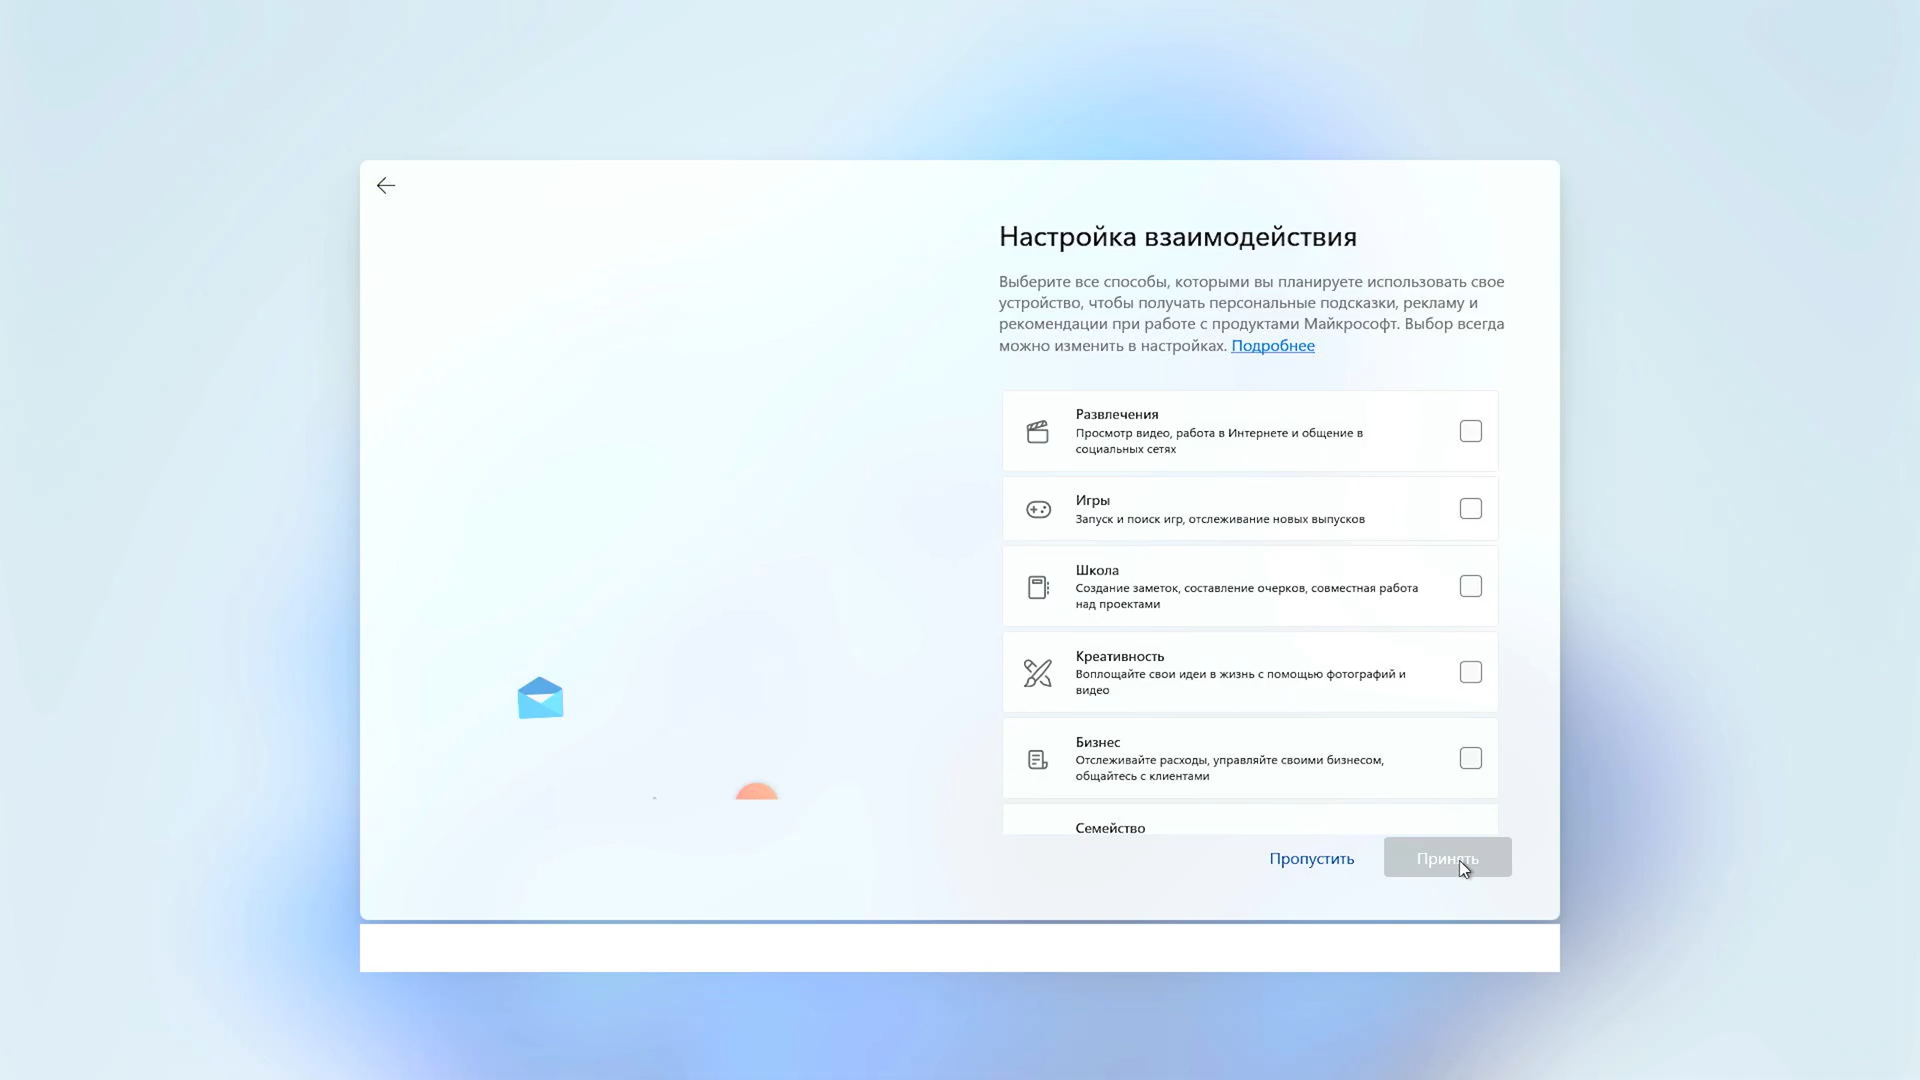 Настройка взаимодействия
Выберите все способы, которыми вы планируете использовать свое
устройство, чтобы получать персональные подсказки, рекламу и
рекомендации при работе с продуктами Майкрософт. Выбор всегда
можно изменить в настройках. Подробнее
Развлечения
Просмотр видео, работа в Интернете и общение в
социальных сетях
Игры
Запуск и поиск игр, отслеживание новых выпусков
Школа
Создание заметок, составление очерков, совместная работа
над проектами
Креативность
Воплощайте свои идеи в жизнь с помощью фотографий и
видео
Бизнес
Отслеживайте расходы, управляйте своими бизнесом,
общайтесь с клиентами
Семейство
Пропустить
Принять